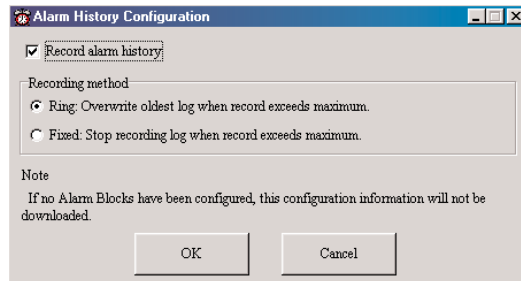 Alarm History Configuration
Record alarm history
Recording method
Ring: Overwrite oldest log when record exceeds maximum.
Fixed: Stop recording log when record exceeds maximum.
Note
If no Alarm Blocks have been configured, this configuration information will not be
downloaded.
OK Cancel